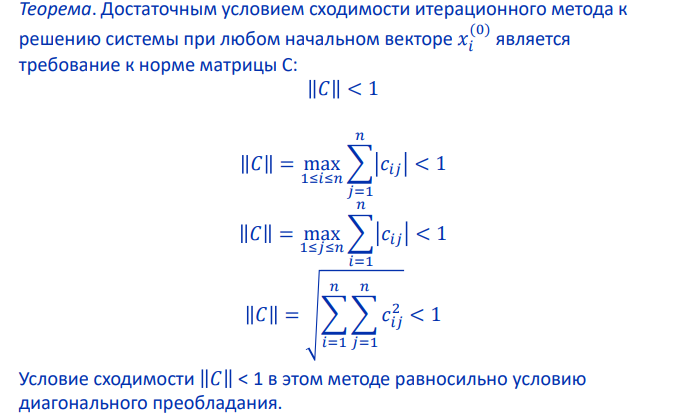 Теорема. Достаточным условием сходимости итерационного метода к
решению системы при любом начальном векторе $x_i^{(0)}$ является
требование к норме матрицы С:
$\|C\| < 1$
$\|C\| = \max_{1 \le i \le n} \sum_{j=1}^{n} |c_{ij}| < 1$
$\|C\| = \max_{1 \le j \le n} \sum_{i=1}^{n} |c_{ij}| < 1$
$\|C\| = \sqrt{\sum_{i=1}^{n} \sum_{j=1}^{n} c_{ij}^2} < 1$
Условие сходимости $\|C\|$ < 1 в этом методе равносильно условию
диагонального преобладания.